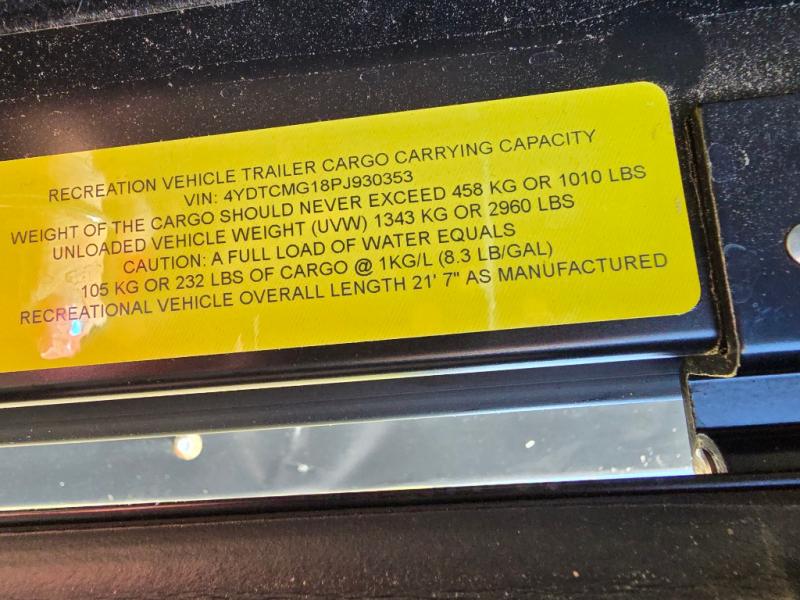 RECREATION VEHICLE TRAILER CARGO CARRYING CAPACITY
VIN: 4YDTCMG18PJ930353
WEIGHT OF THE CARGO SHOULD NEVER EXCEED 458 KG OR 1010 LBS
UNLOADED VEHICLE WEIGHT (UVW) 1343 KG OR 2960 LBS
CAUTION: A FULL LOAD OF WATER EQUALS
105 KG OR 232 LBS OF CARGO @ 1KG/L (8.3 LB/GAL)
RECREATIONAL VEHICLE OVERALL LENGTH 21' 7" AS MANUFACTURED